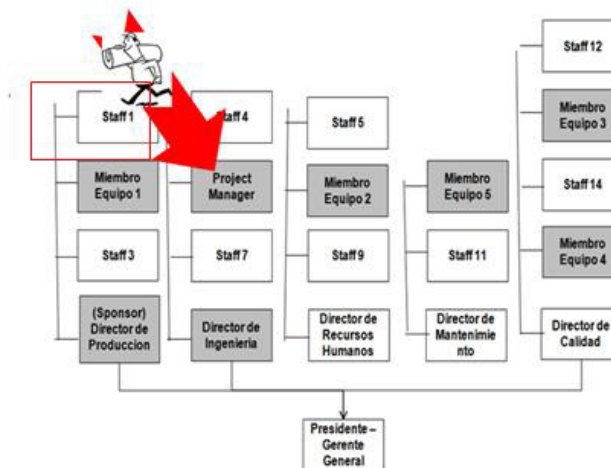 Staff 12
Staff 1
Staff 4
Staff 5
Miembro
Equipo 3
Miembro
Equipo 1
Project
Manager
Miembro
Equipo 2
Miembro
Equipo 5
Staff 14
Staff 3
Staff 7
Staff 9
Staff 11
Miembro
Equipo 4
(Sponsor)
Director de
Produccion
Director de
Ingenieria
Director de
Recursos
Humanos
Director de
Mantenimie
nto
Director de
Calidad
Presidente –
Gerente
General